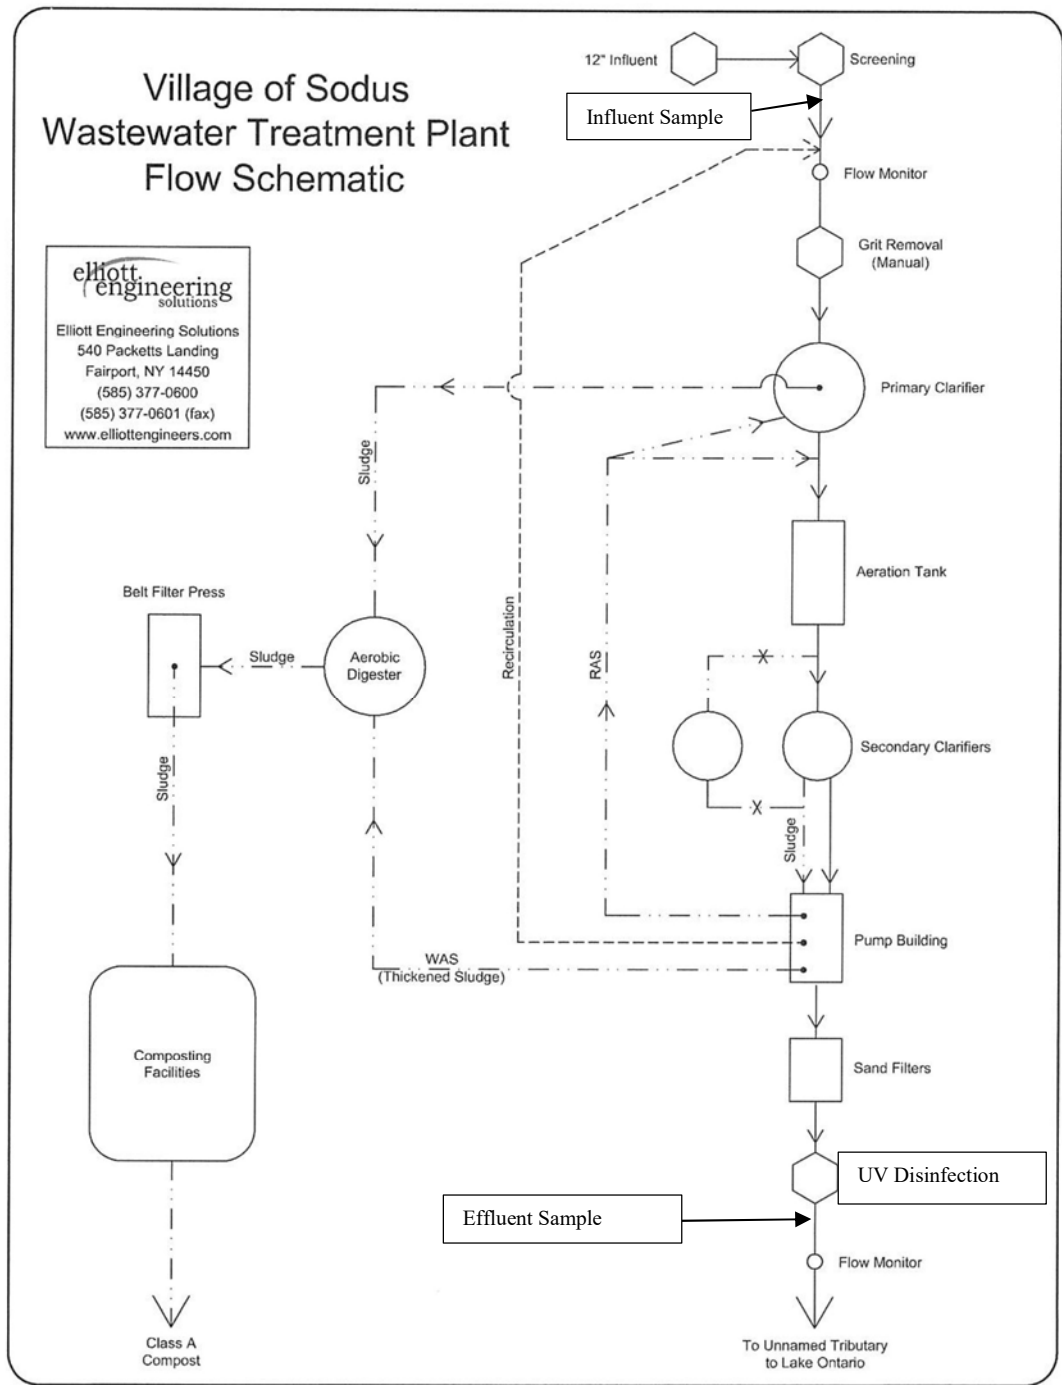 Village of Sodus
Wastewater Treatment Plant
Flow Schematic
elliott
engineering
solutions
Elliott Engineering Solutions
540 Packetts Landing
Fairport, NY 14450
(585) 377-0600
(585) 377-0601 (fax)
www.elliottengineers.com
12" Influent
Screening
Influent Sample
Flow Monitor
Grit Removal
(Manual)
Primary Clarifier
Sludge
Aeration Tank
Belt Filter Press
Sludge
Aerobic
Digester
Recirculation
RAS
Secondary Clarifiers
X
Sludge
X
Sludge
Pump Building
WAS
(Thickened Sludge)
Composting
Facilities
Sand Filters
UV Disinfection
Effluent Sample
Flow Monitor
Class A
Compost
To Unnamed Tributary
to Lake Ontario